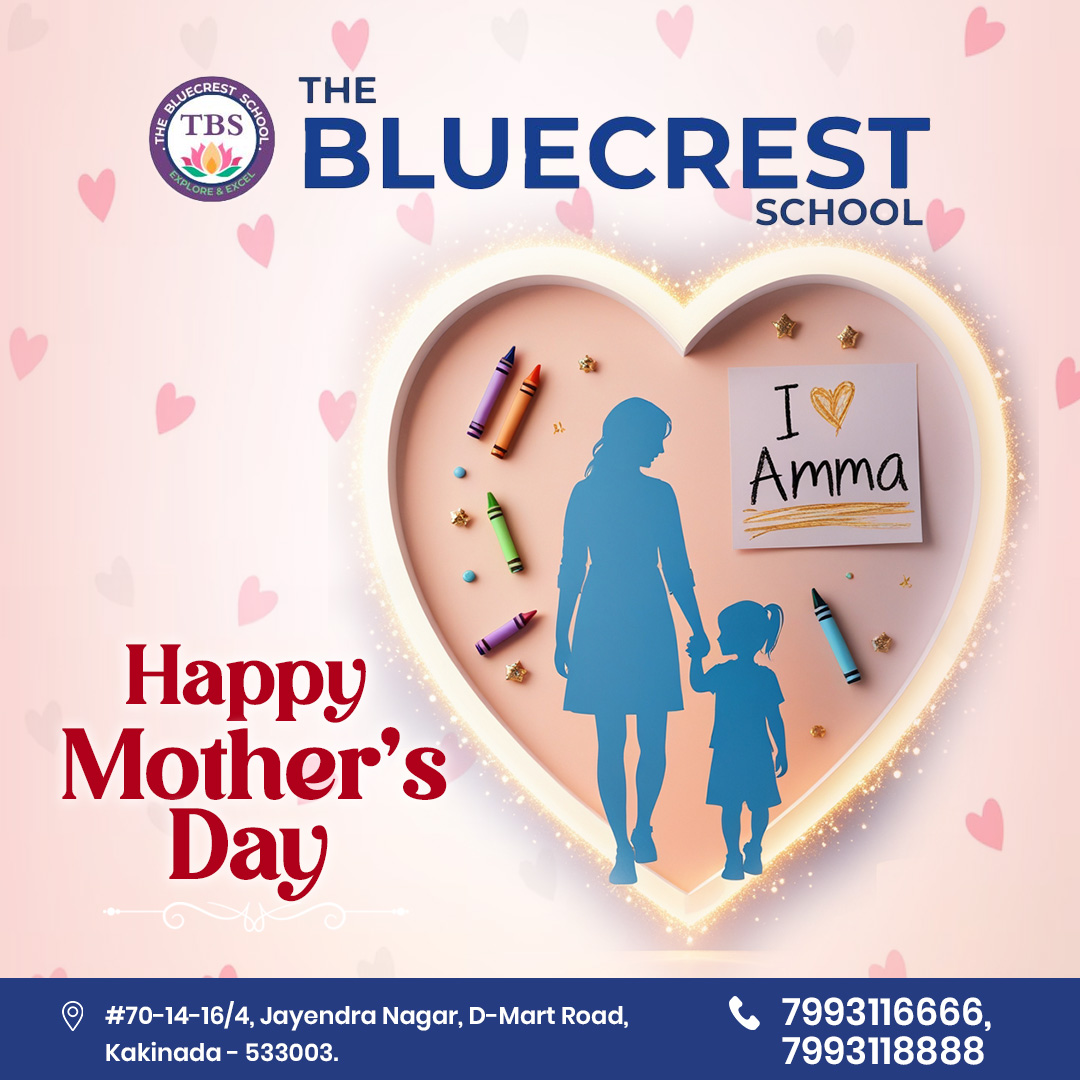 THE BLUECREST SCHOOL
TBS
EXPLORE & EXCEL
THE
BLUECREST
SCHOOL
I
Amma
Happy
Mother's
Day
#70-14-16/4, Jayendra Nagar, D-Mart Road,
Kakinada - 533003.
7993116666,
7993118888